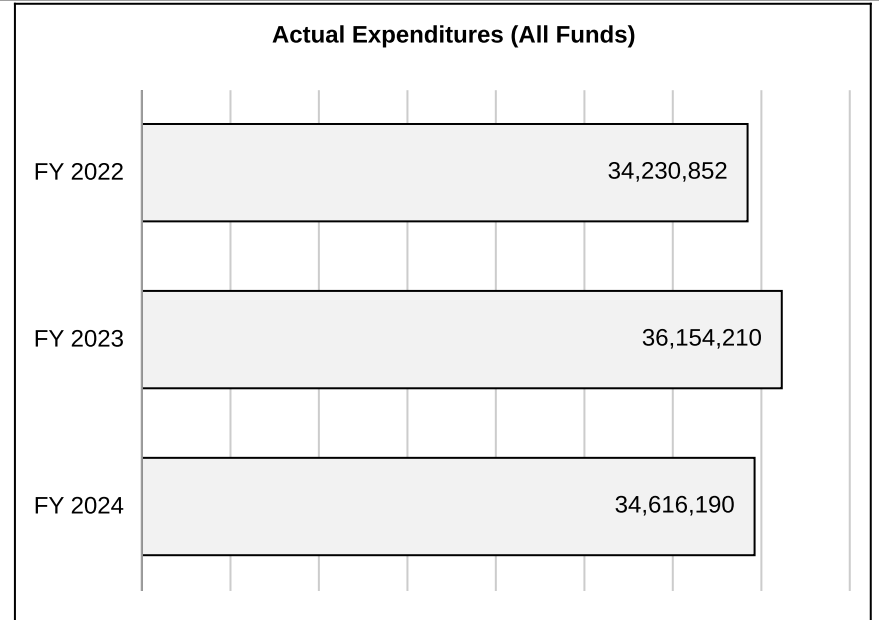 Actual Expenditures (All Funds)
FY 2022 34,230,852
FY 2023 36,154,210
FY 2024 34,616,190